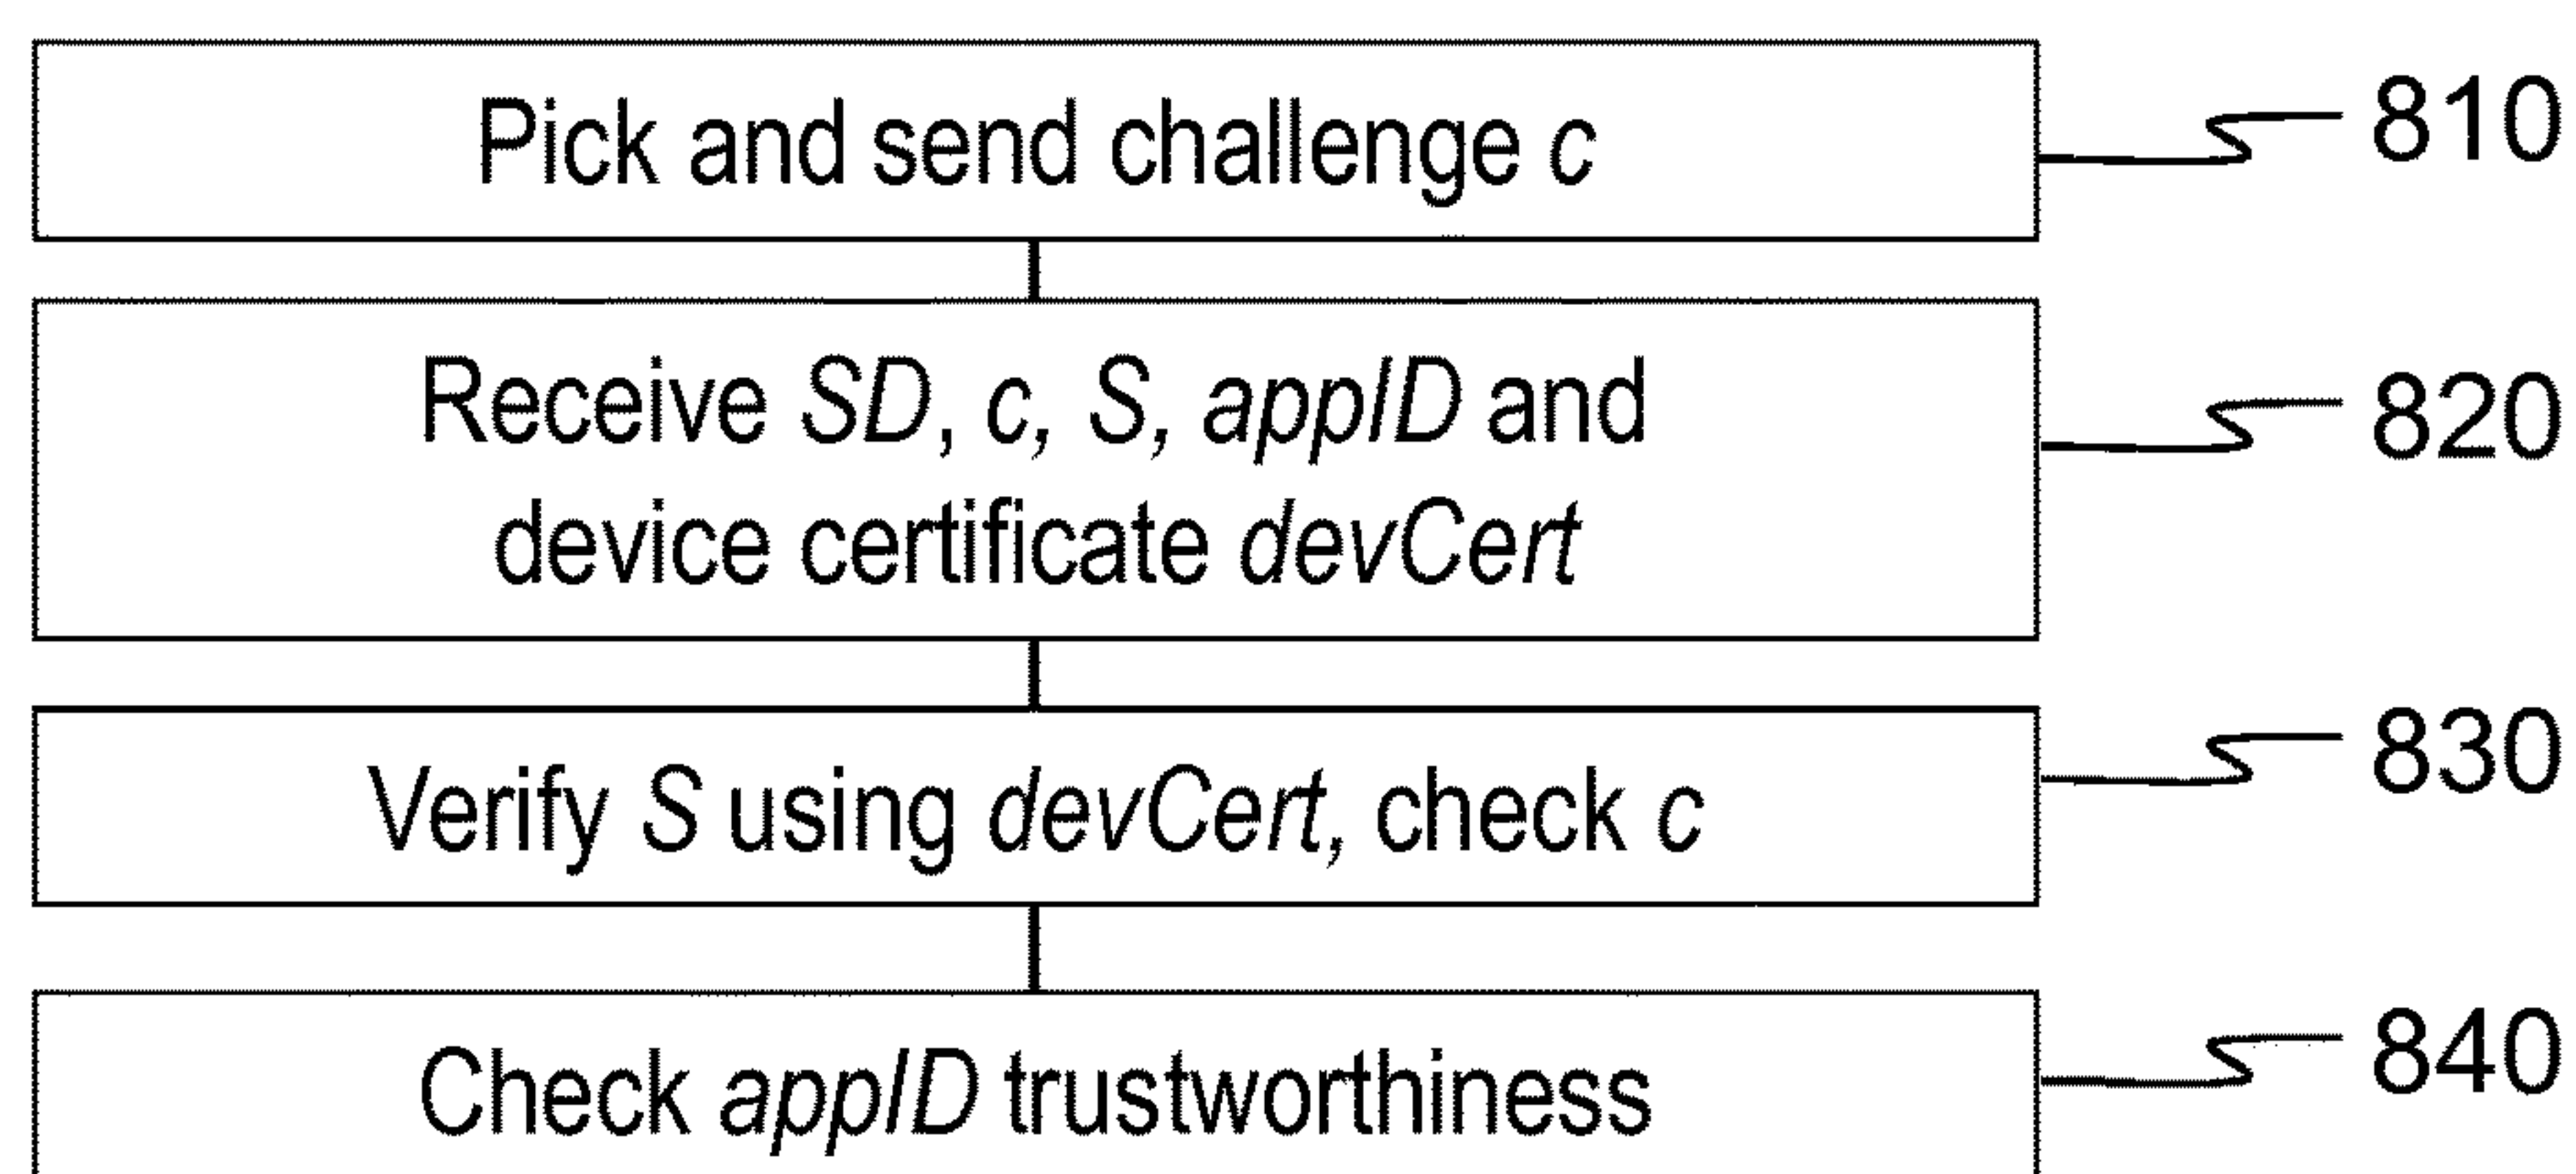 Pick and send challenge c
810
Receive SD, c, S, appID and
device certificate devCert
820
Verify S using devCert, check c
830
Check appID trustworthiness
840